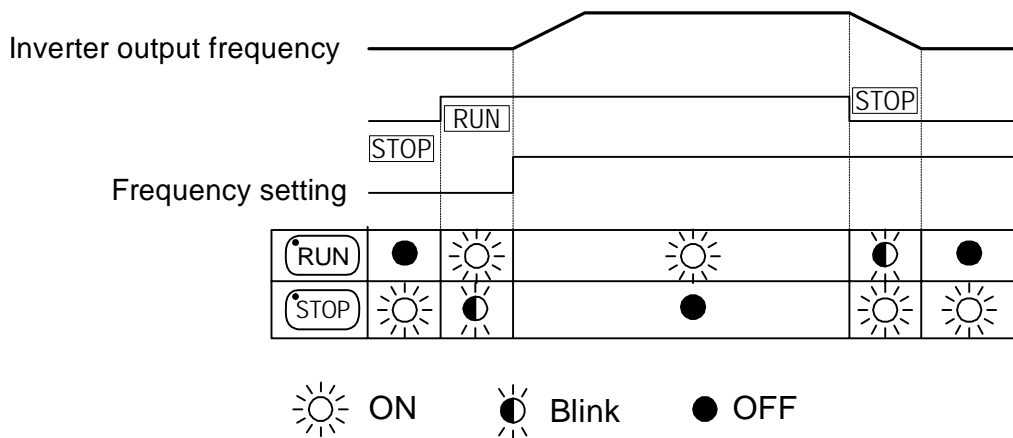 Inverter output frequency
STOP
RUN
STOP
Frequency setting
RUN
STOP
ON
Blink
OFF